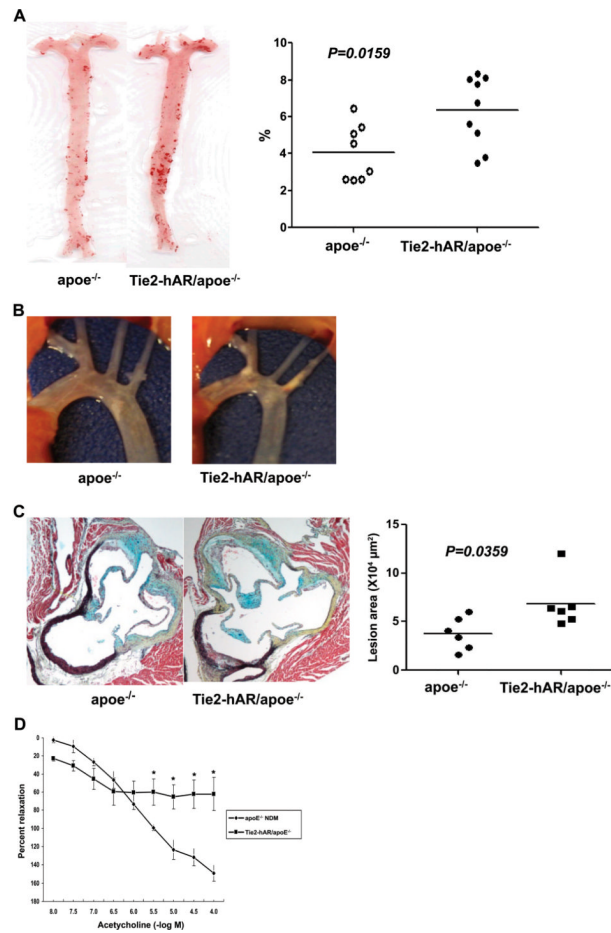 A
P=0.0159
10
8
6
4
2
0
%
apoe-/-
Tie2-hAR/apoe-/-
apoe-/-
Tie2-hAR/apoe-/-
B
apoe-/-
Tie2-hAR/apoe-/-
C
P=0.0359
15
10
5
0
Lesion area (X10⁴ μm²)
apoe-/-
Tie2-hAR/apoe-/-
apoe-/-
Tie2-hAR/apoe-/-
D
0
20
40
60
80
100
120
140
160
180
Percent relaxation
* * * *
apoE-/- NDM
Tie2-hAR/apoE-/-
8.0 7.5 7.0 6.5 6.0 5.5 5.0 4.5 4.0
Acetycholine (-log M)